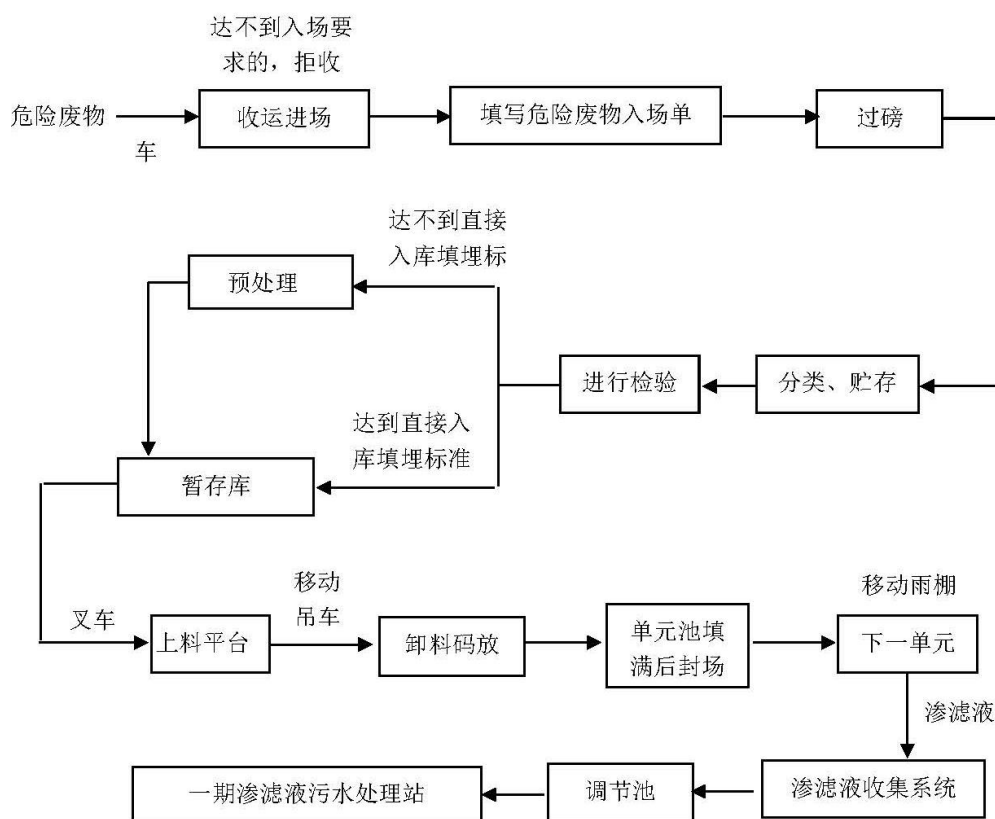 达不到入场要
求的，拒收
危险废物
车
收运进场
填写危险废物入场单
过磅
达不到直接
入库填埋标
预处理
进行检验
分类、贮存
达到直接入
库填埋标准
暂存库
叉车
上料平台
移动
吊车
卸料码放
单元池填
满后封场
移动雨棚
下一单元
渗滤液
一期渗滤液污水处理站
调节池
渗滤液收集系统